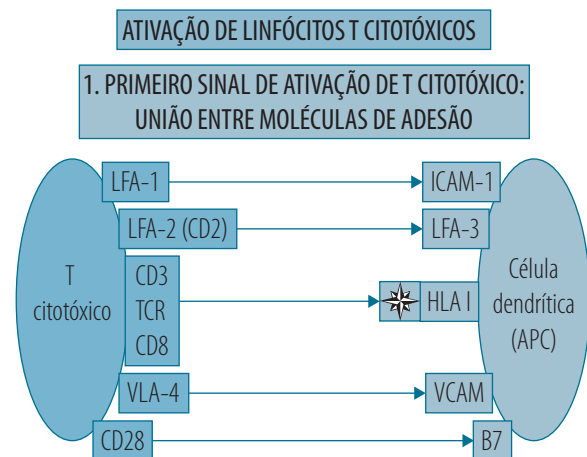 ATIVAÇÃO DE LINFÓCITOS T CITOTÓXICOS
1. PRIMEIRO SINAL DE ATIVAÇÃO DE T CITOTÓXICO:
UNIÃO ENTRE MOLÉCULAS DE ADESÃO
LFA-1
ICAM-1
LFA-2 (CD2)
LFA-3
T
citotóxico
CD3
TCR
CD8
HLA I
Célula
dendrítica
(APC)
VLA-4
VCAM
CD28
B7